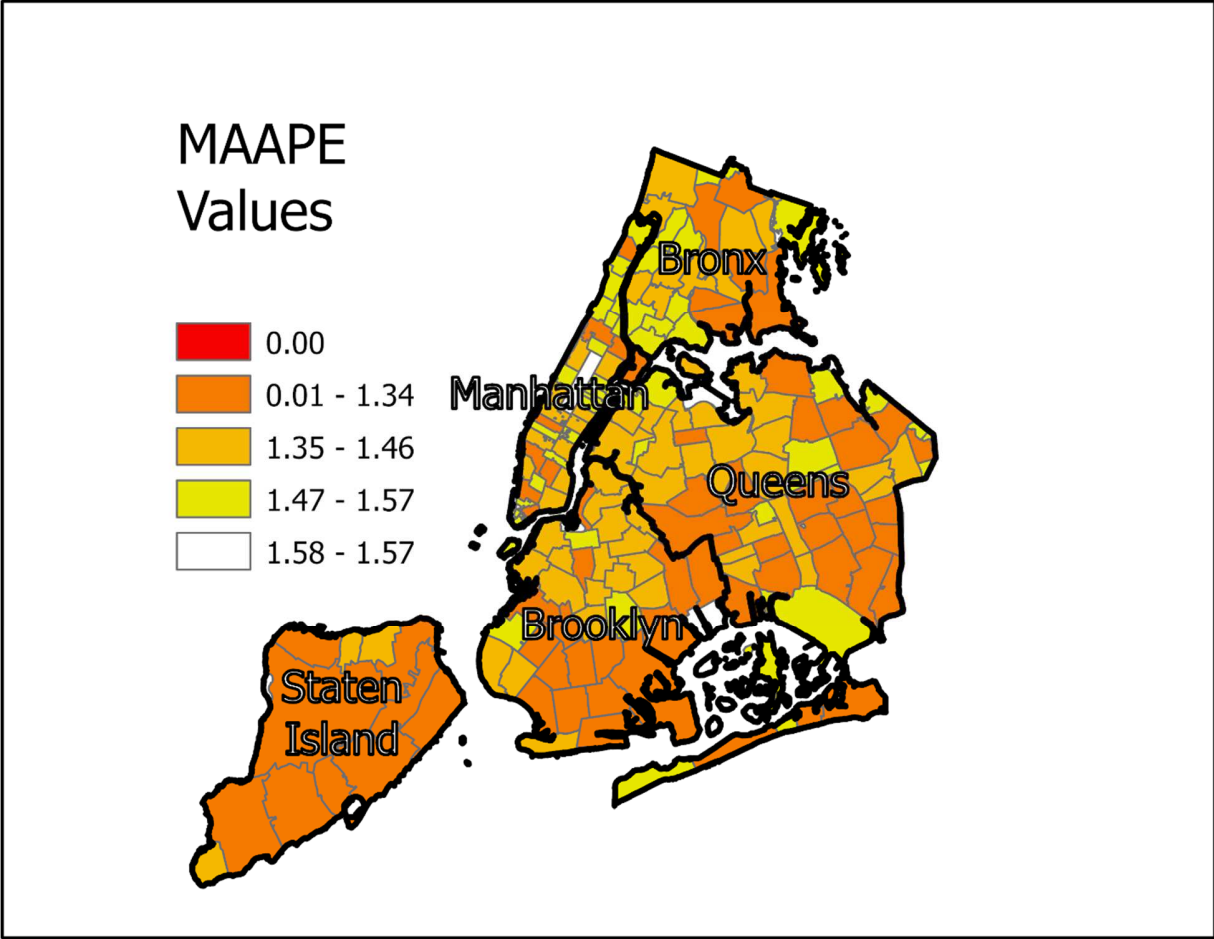 MAAPE
Values
0.00
0.01 - 1.34
1.35 - 1.46
1.47 - 1.57
1.58 - 1.57
Bronx
Manhattan
Queens
Brooklyn
Staten
Island